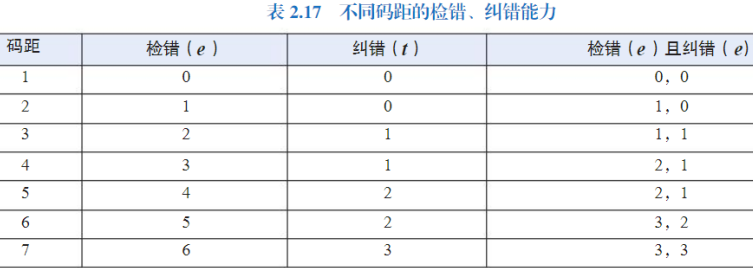 表 2.17 不同码距的检错、纠错能力
码距 检错（e） 纠错（t） 检错（e）且纠错（e）
1 0 0 0，0
2 1 0 1，0
3 2 1 1，1
4 3 1 2，1
5 4 2 2，1
6 5 2 3，2
7 6 3 3，3